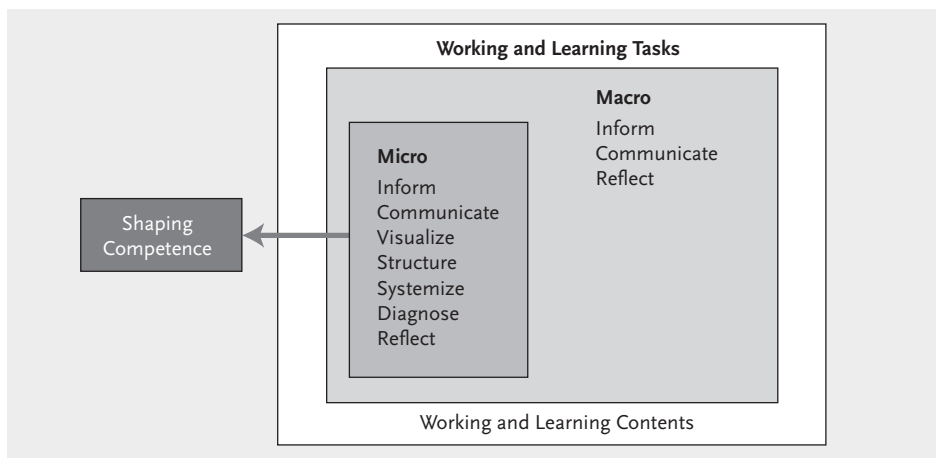 Working and Learning Tasks
Macro
Inform
Communicate
Reflect
Micro
Inform
Communicate
Visualize
Structure
Systemize
Diagnose
Reflect
Shaping
Competence
Working and Learning Contents